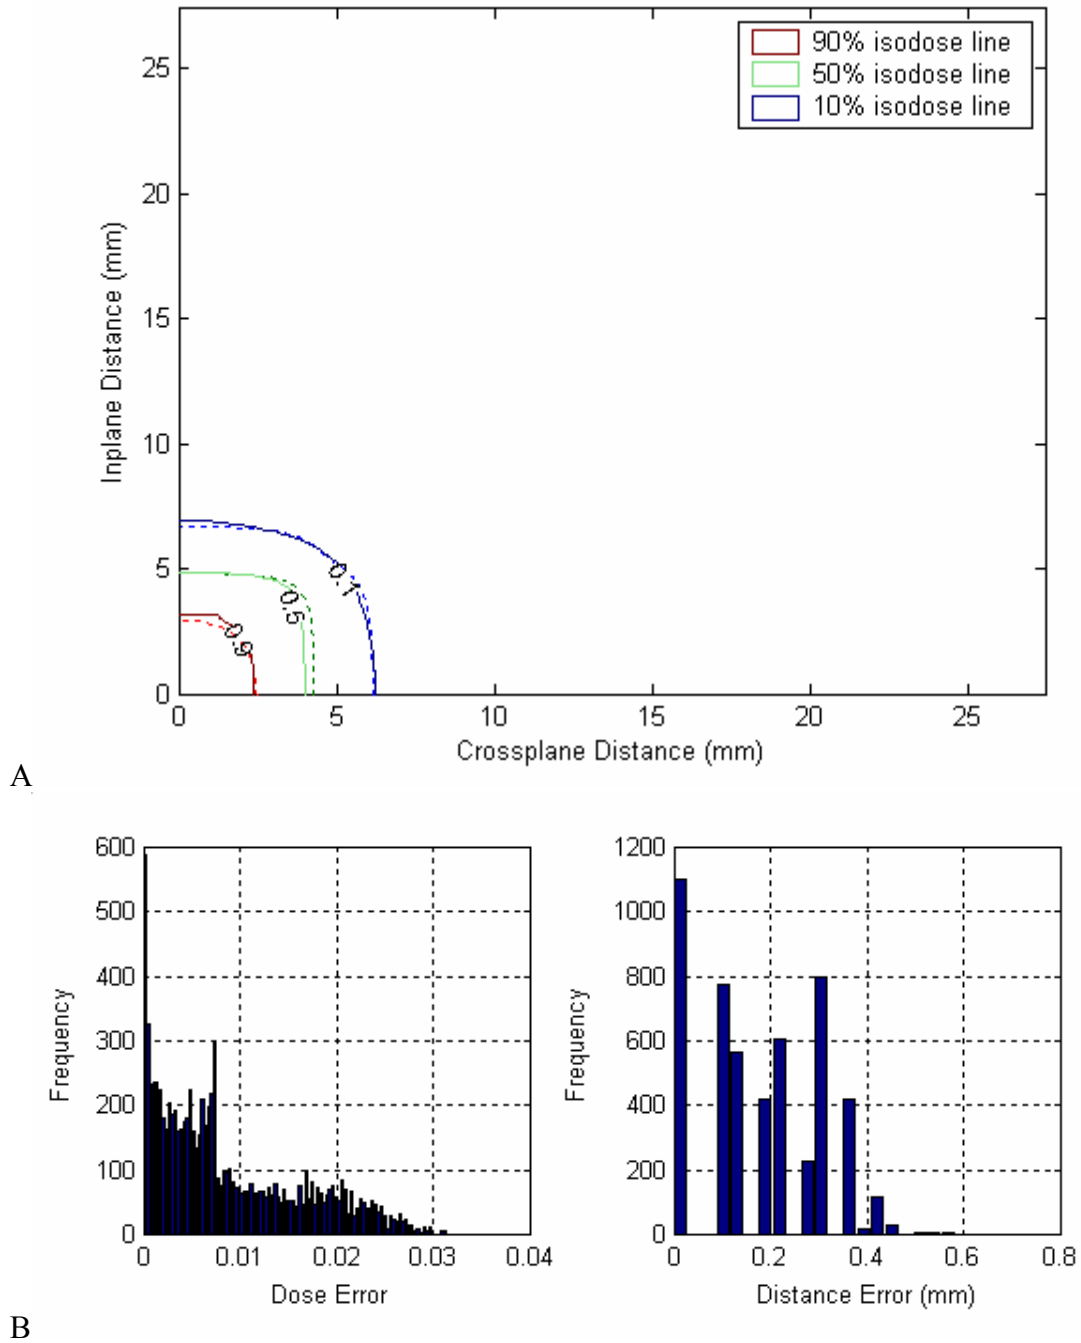 90% isodose line
50% isodose line
10% isodose line
25
20
15
10
5
0
Inplane Distance (mm)
0.1
0.5
0.9
0 5 10 15 20 25
Crossplane Distance (mm)
A
600
500
400
300
200
100
0
Frequency
0 0.01 0.02 0.03 0.04
Dose Error
1200
1000
800
600
400
200
0
Frequency
0 0.2 0.4 0.6 0.8
Distance Error (mm)
B